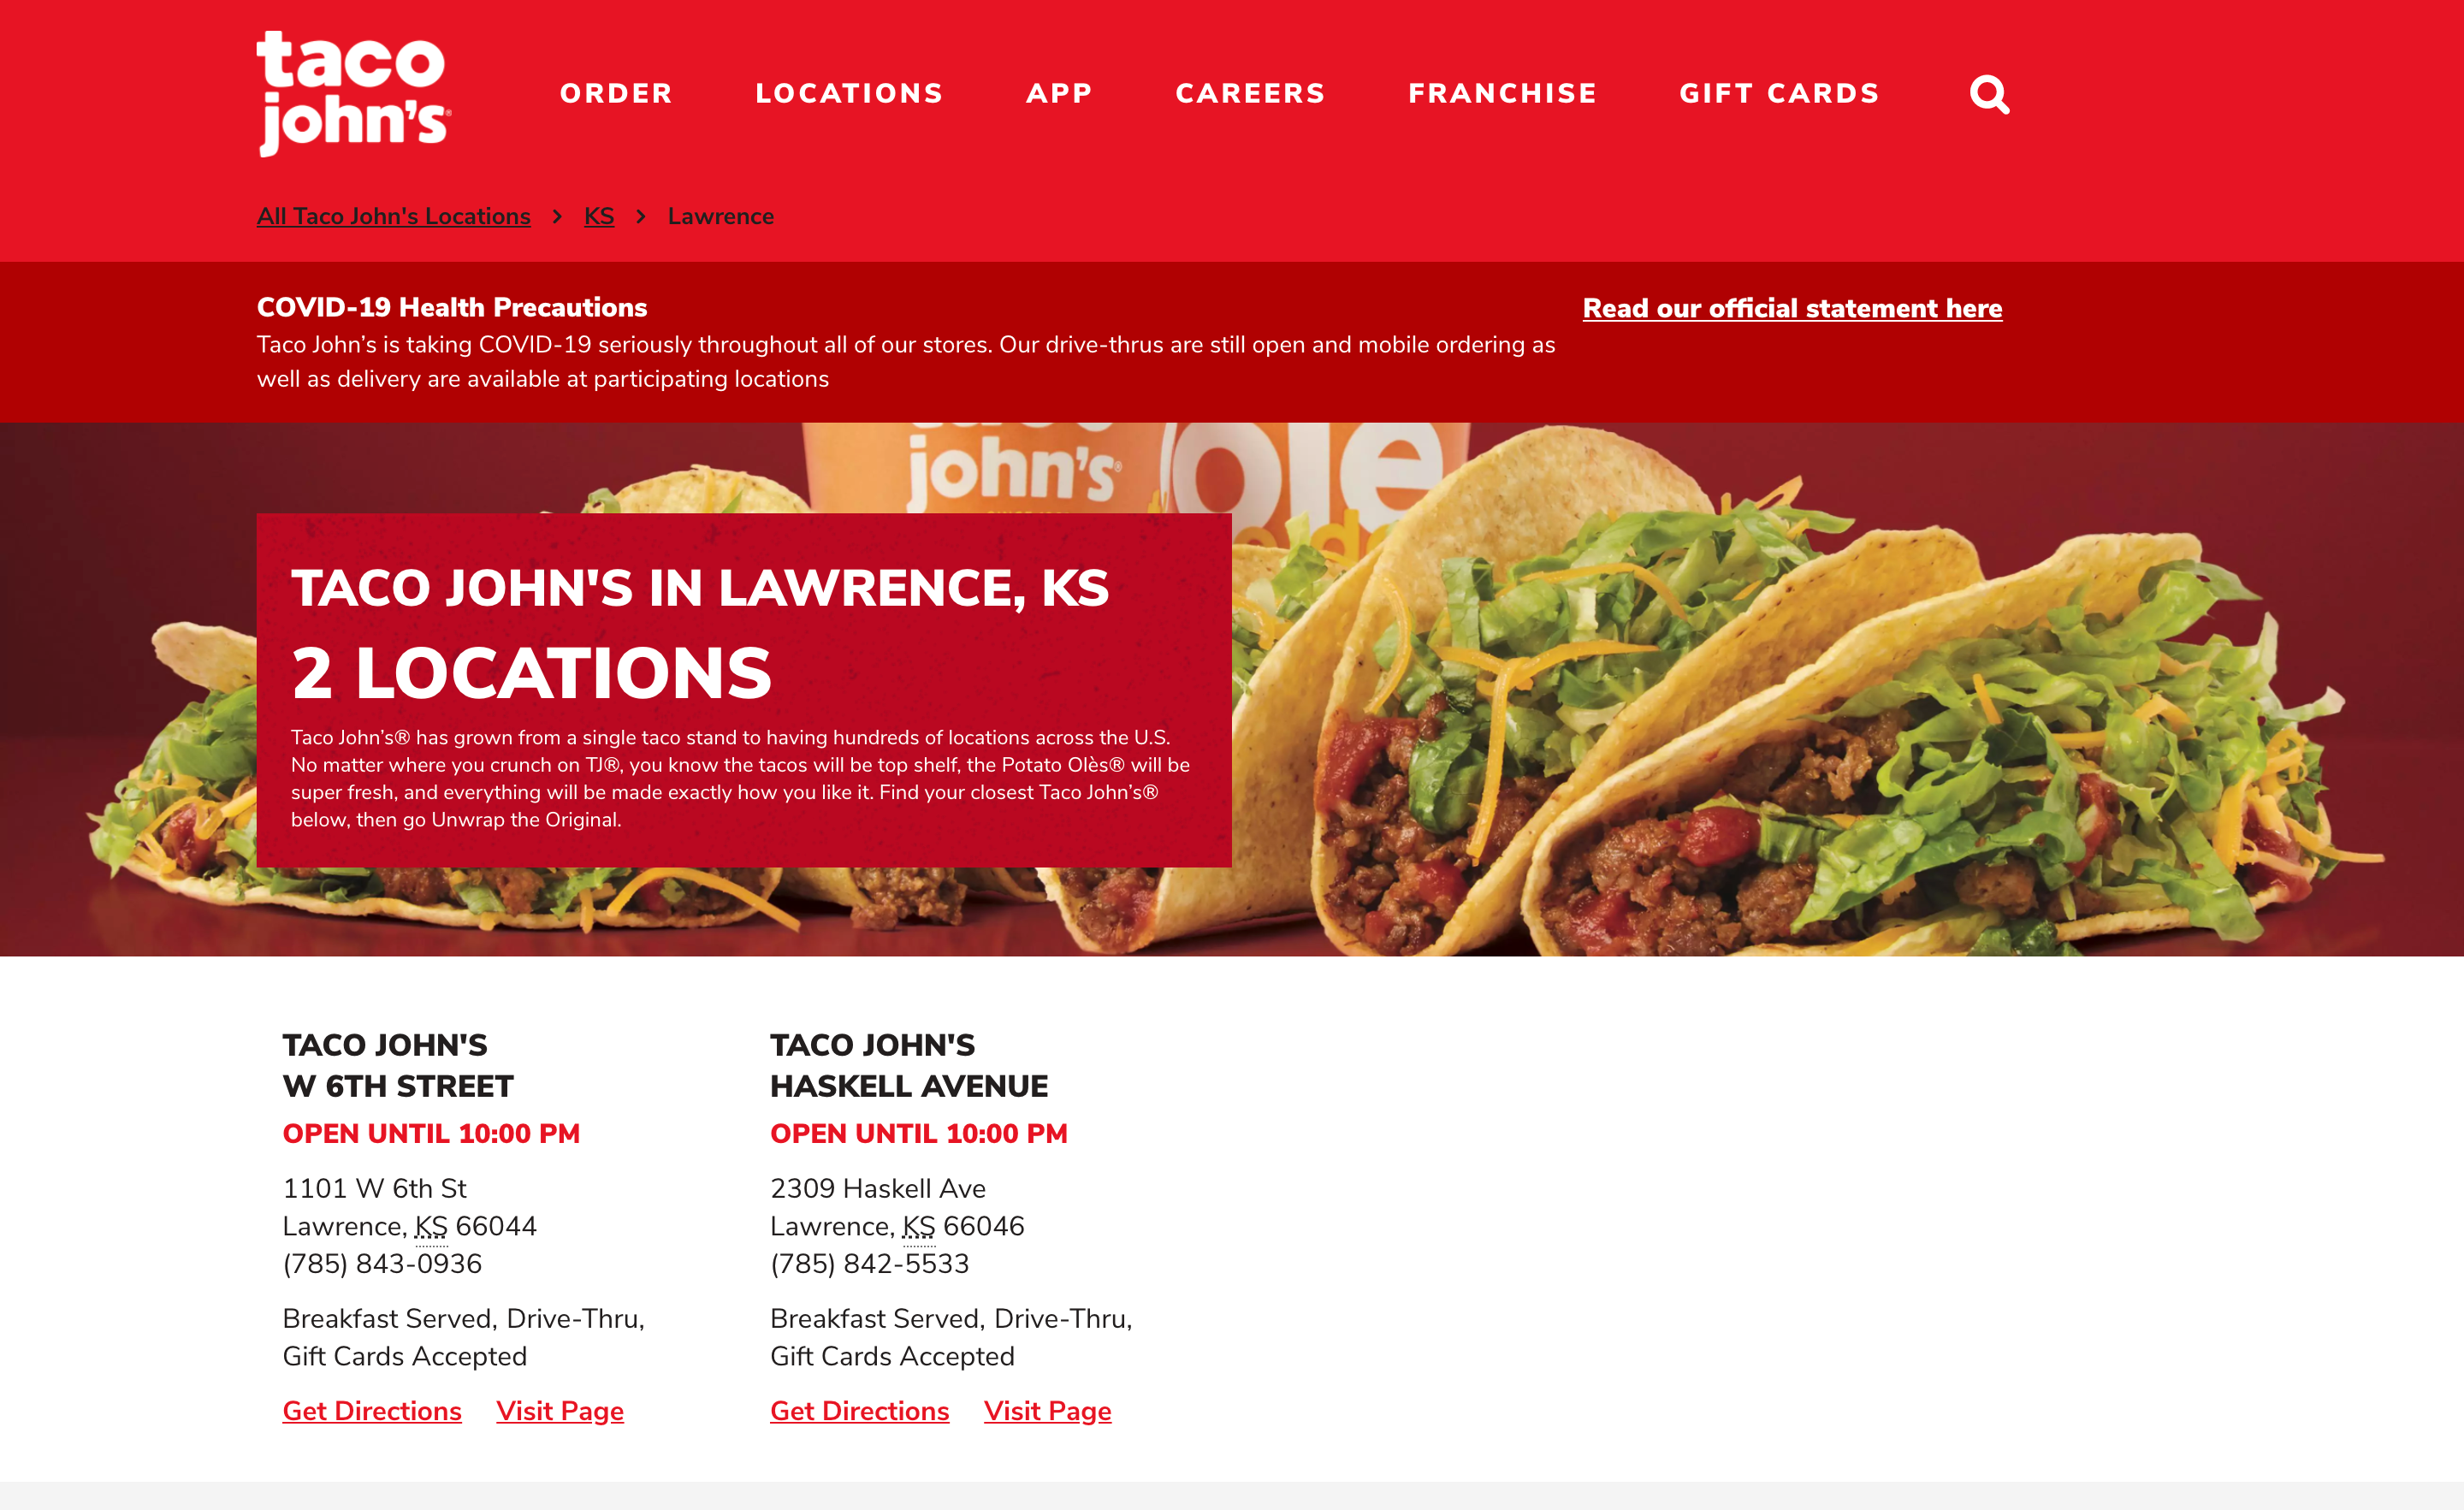 taco
john's®
ORDER
LOCATIONS
APP
CAREERS
FRANCHISE
GIFT CARDS
All Taco John's Locations > KS > Lawrence
COVID-19 Health Precautions
Read our official statement here
Taco John's is taking COVID-19 seriously throughout all of our stores. Our drive-thrus are still open and mobile ordering as
well as delivery are available at participating locations
john's®
ole
TACO JOHN'S IN LAWRENCE, KS
2 LOCATIONS
Taco John's® has grown from a single taco stand to having hundreds of locations across the U.S.
No matter where you crunch on TJ®, you know the tacos will be top shelf, the Potato Olès® will be
super fresh, and everything will be made exactly how you like it. Find your closest Taco John's®
below, then go Unwrap the Original.
TACO JOHN'S
W 6TH STREET
OPEN UNTIL 10:00 PM
1101 W 6th St
Lawrence, KS 66044
(785) 843-0936
Breakfast Served, Drive-Thru,
Gift Cards Accepted
Get Directions
Visit Page
TACO JOHN'S
HASKELL AVENUE
OPEN UNTIL 10:00 PM
2309 Haskell Ave
Lawrence, KS 66046
(785) 842-5533
Breakfast Served, Drive-Thru,
Gift Cards Accepted
Get Directions
Visit Page